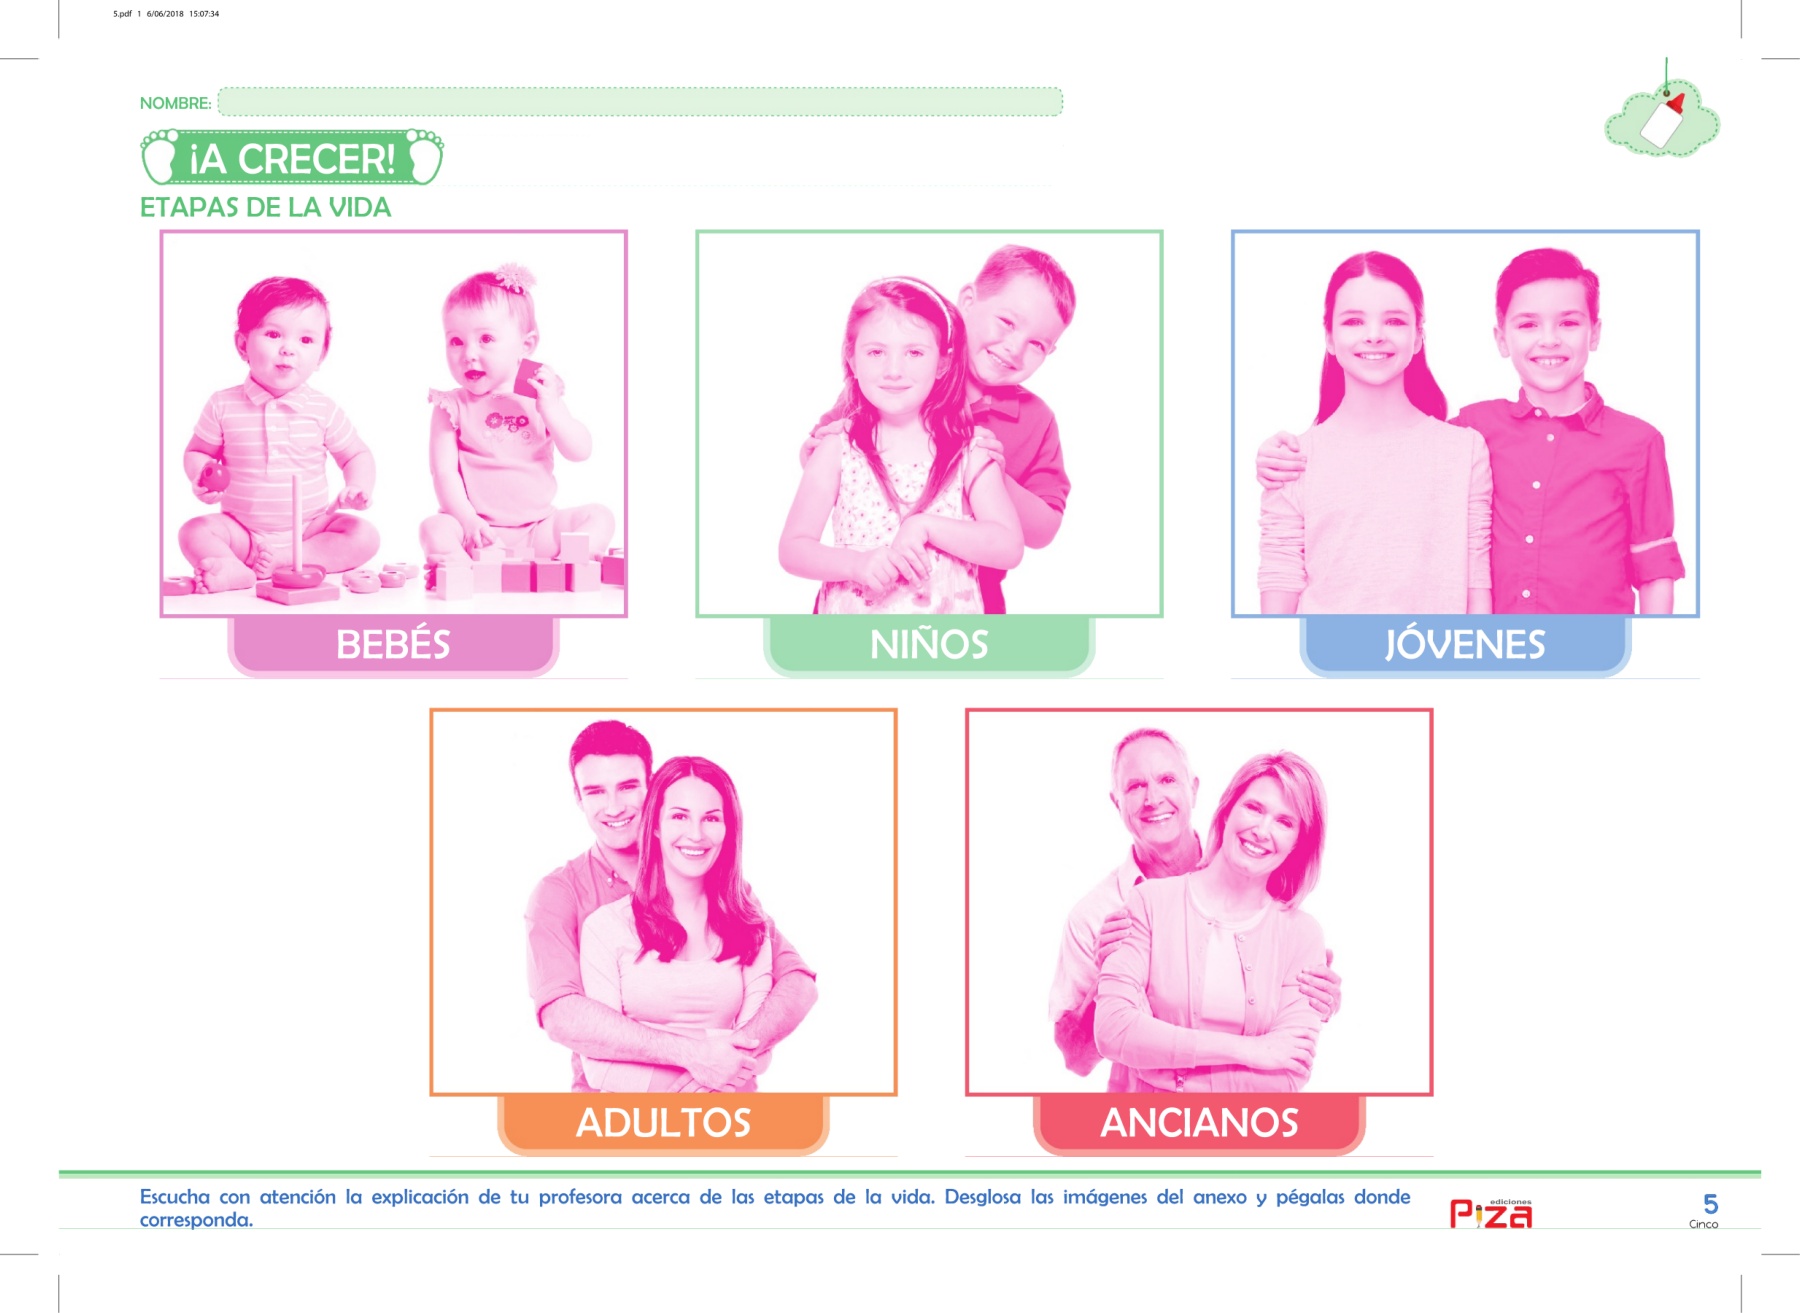 5.pdf 1 6/06/2018 15:07:34
NOMBRE:
¡A CRECER!
ETAPAS DE LA VIDA
BEBÉS
NIÑOS
JÓVENES
ADULTOS
ANCIANOS
Escucha con atención la explicación de tu profesora acerca de las etapas de la vida. Desglosa las imágenes del anexo y pégalas donde
corresponda.
ediciones
Piza
5
Cinco